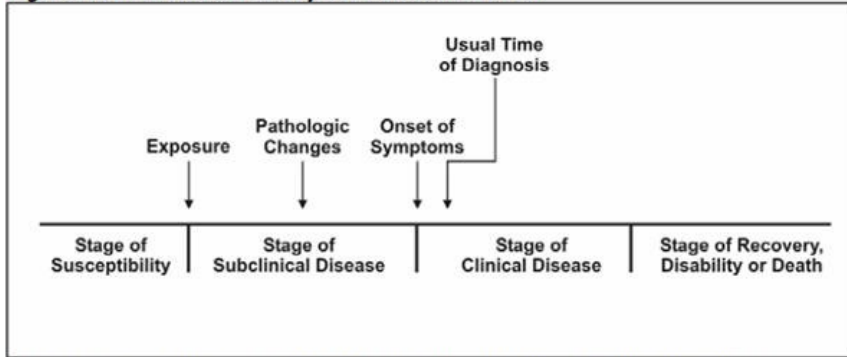 Usual Time
of Diagnosis
Exposure
Pathologic
Changes
Onset of
Symptoms
Stage of
Susceptibility
Stage of
Subclinical Disease
Stage of
Clinical Disease
Stage of Recovery,
Disability or Death